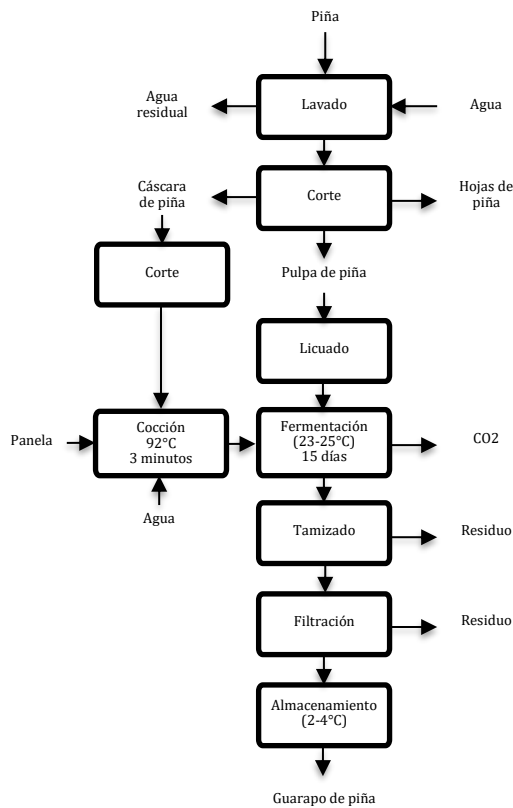 Piña
Agua
residual
Lavado
Agua
Cáscara
de piña
Corte
Hojas de
piña
Corte
Pulpa de piña
Licuado
Panela
Cocción
92°C
3 minutos
Fermentación
(23-25°C)
15 días
CO2
Agua
Tamizado
Residuo
Filtración
Residuo
Almacenamiento
(2-4°C)
Guarapo de piña